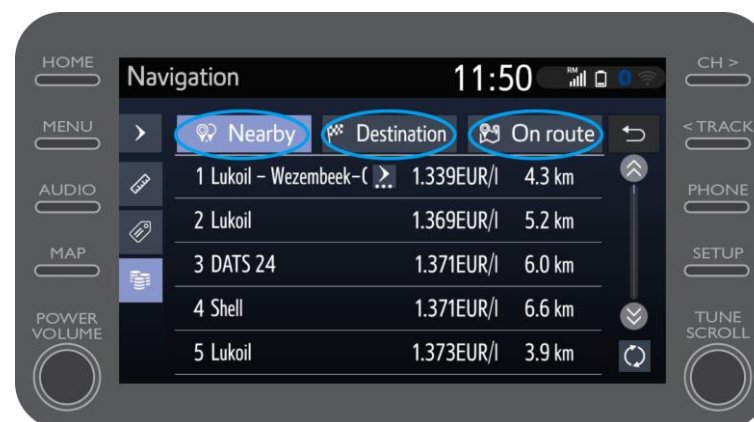 HOME
MENU
AUDIO
MAP
POWER
VOLUME
Navigation 11:50 RM
Nearby Destination On route
1 Lukoil – Wezembeek–( 1.339EUR/l 4.3 km
2 Lukoil 1.369EUR/l 5.2 km
3 DATS 24 1.371EUR/l 6.0 km
4 Shell 1.371EUR/l 6.6 km
5 Lukoil 1.373EUR/l 3.9 km
CH >
< TRACK
PHONE
SETUP
TUNE
SCROLL